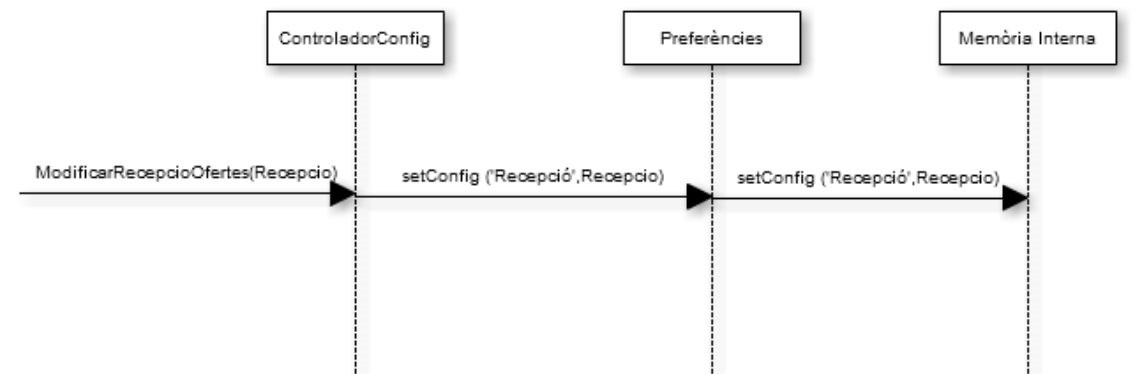 ControladorConfig
Preferències
Memòria Interna
ModificarRecepcioOfertes(Recepcio)
setConfig ('Recepció',Recepcio)
setConfig ('Recepció',Recepcio)